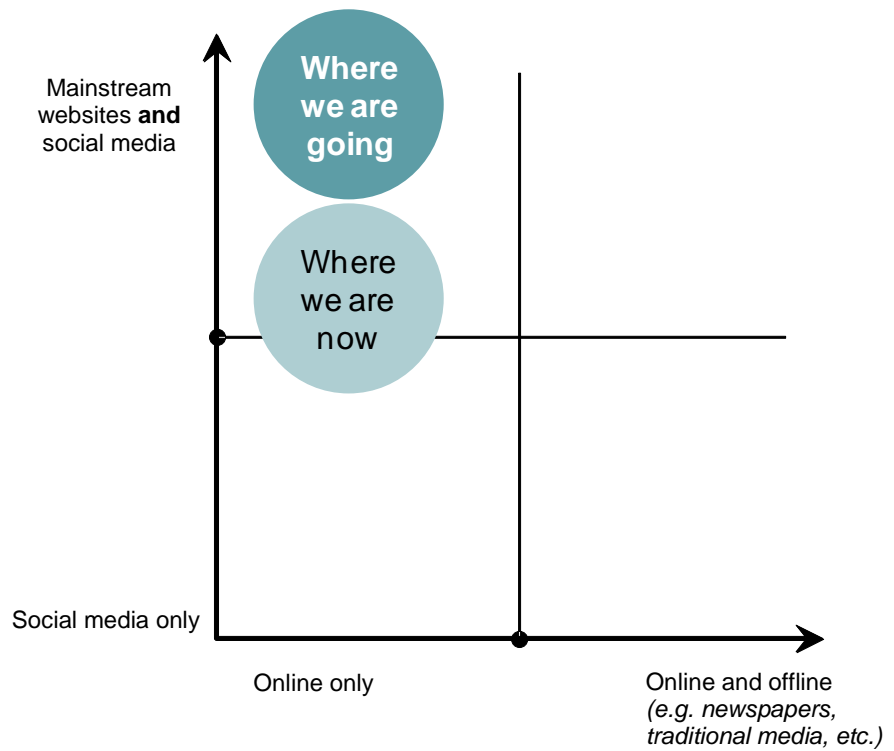 Where
we are
going
Mainstream
websites and
social media
Where
we are
now
Social media only
Online only
Online and offline
(e.g. newspapers,
traditional media, etc.)